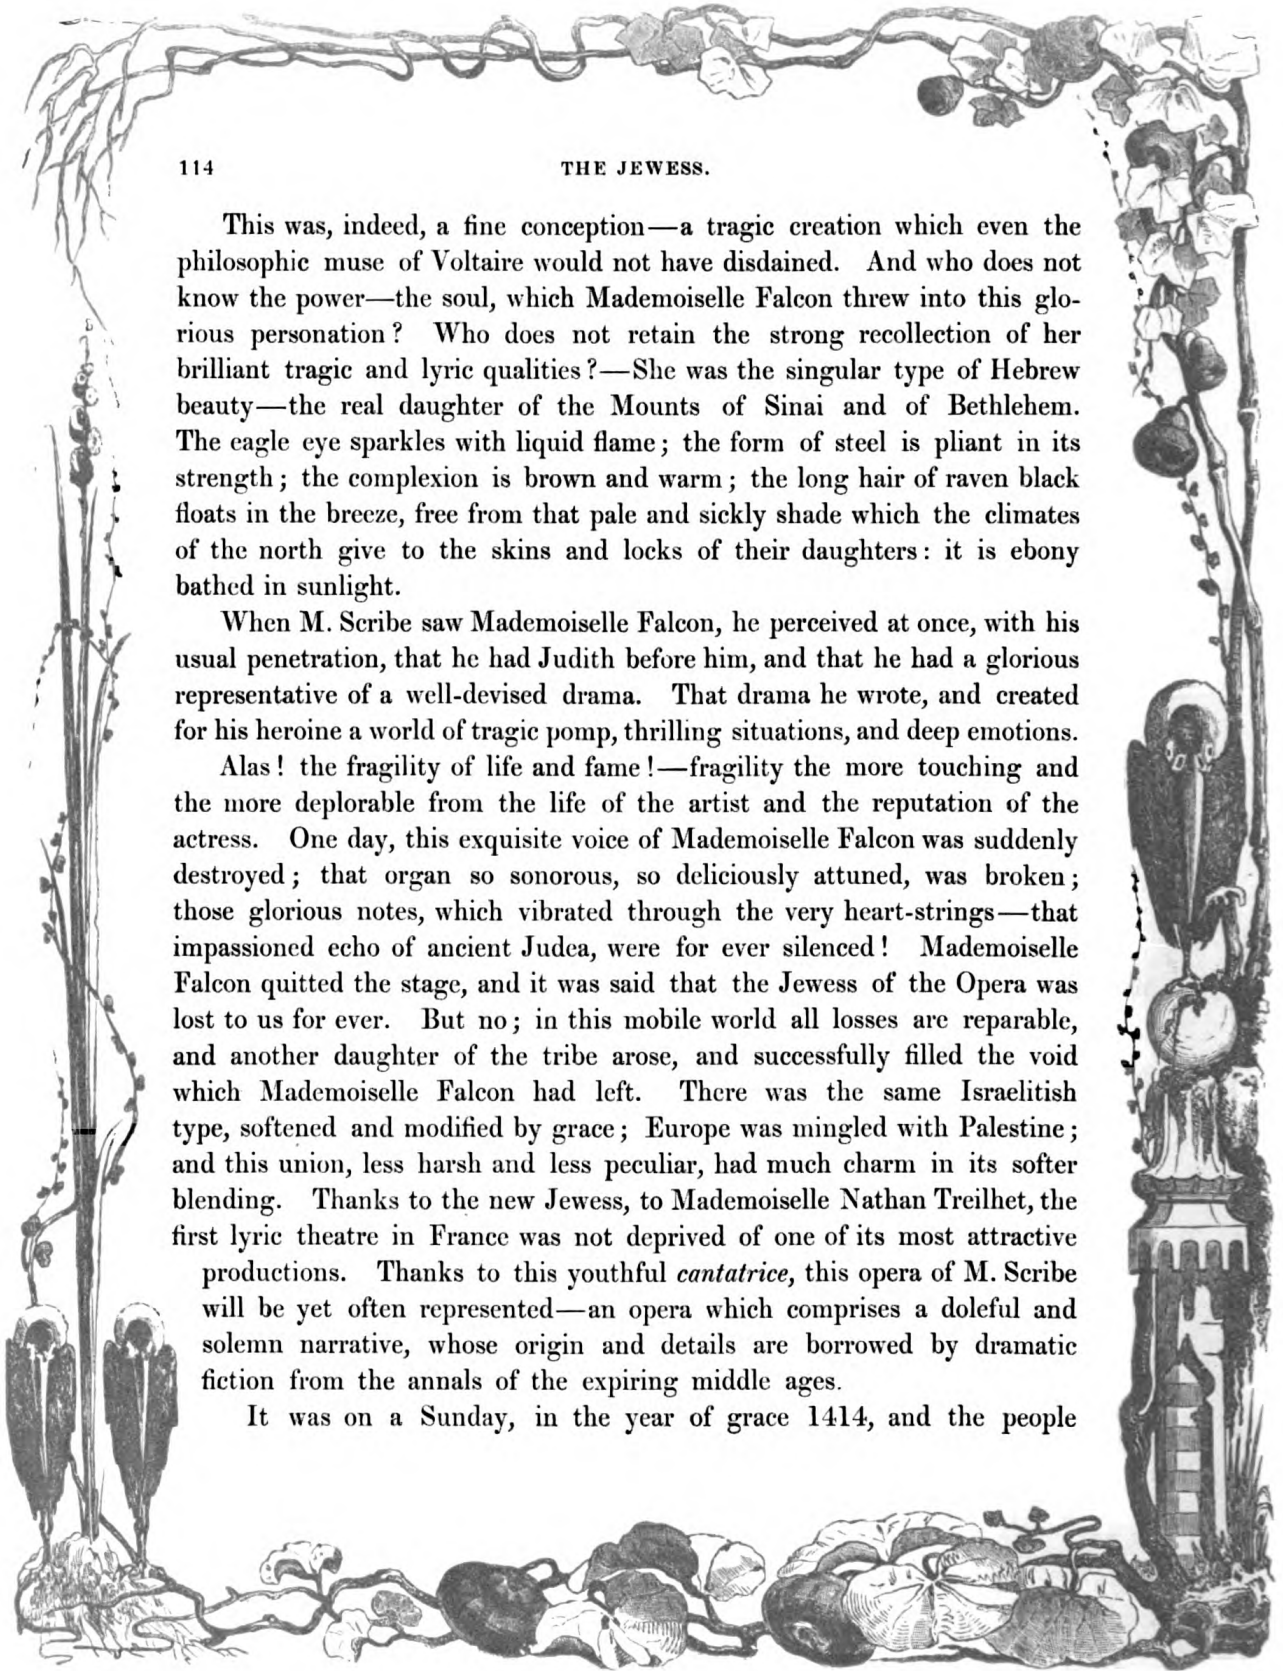 114 THE JEWESS.
This was, indeed, a fine conception—a tragic creation which even the
philosophic muse of Voltaire would not have disdained. And who does not
know the power—the soul, which Mademoiselle Falcon threw into this glo-
rious personation? Who does not retain the strong recollection of her
brilliant tragic and lyric qualities?—She was the singular type of Hebrew
beauty—the real daughter of the Mounts of Sinai and of Bethlehem.
The eagle eye sparkles with liquid flame; the form of steel is pliant in its
strength; the complexion is brown and warm; the long hair of raven black
floats in the breeze, free from that pale and sickly shade which the climates
of the north give to the skins and locks of their daughters: it is ebony
bathed in sunlight.
When M. Scribe saw Mademoiselle Falcon, he perceived at once, with his
usual penetration, that he had Judith before him, and that he had a glorious
representative of a well-devised drama. That drama he wrote, and created
for his heroine a world of tragic pomp, thrilling situations, and deep emotions.
Alas! the fragility of life and fame!—fragility the more touching and
the more deplorable from the life of the artist and the reputation of the
actress. One day, this exquisite voice of Mademoiselle Falcon was suddenly
destroyed; that organ so sonorous, so deliciously attuned, was broken;
those glorious notes, which vibrated through the very heart-strings—that
impassioned echo of ancient Judea, were for ever silenced! Mademoiselle
Falcon quitted the stage, and it was said that the Jewess of the Opera was
lost to us for ever. But no; in this mobile world all losses are reparable,
and another daughter of the tribe arose, and successfully filled the void
which Mademoiselle Falcon had left. There was the same Israelitish
type, softened and modified by grace; Europe was mingled with Palestine;
and this union, less harsh and less peculiar, had much charm in its softer
blending. Thanks to the new Jewess, to Mademoiselle Nathan Treilhet, the
first lyric theatre in France was not deprived of one of its most attractive
productions. Thanks to this youthful cantatrice, this opera of M. Scribe
will be yet often represented—an opera which comprises a doleful and
solemn narrative, whose origin and details are borrowed by dramatic
fiction from the annals of the expiring middle ages.
It was on a Sunday, in the year of grace 1414, and the people